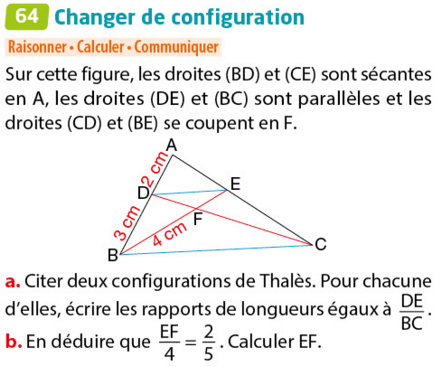 64 Changer de configuration
Raisonner • Calculer • Communiquer
Sur cette figure, les droites (BD) et (CE) sont sécantes
en A, les droites (DE) et (BC) sont parallèles et les
droites (CD) et (BE) se coupent en F.
A
2 cm
D
E
3 cm
F
4 cm
B
C
a. Citer deux configurations de Thalès. Pour chacune
d'elles, écrire les rapports de longueurs égaux à DE/BC.
b. En déduire que EF/4 = 2/5. Calculer EF.